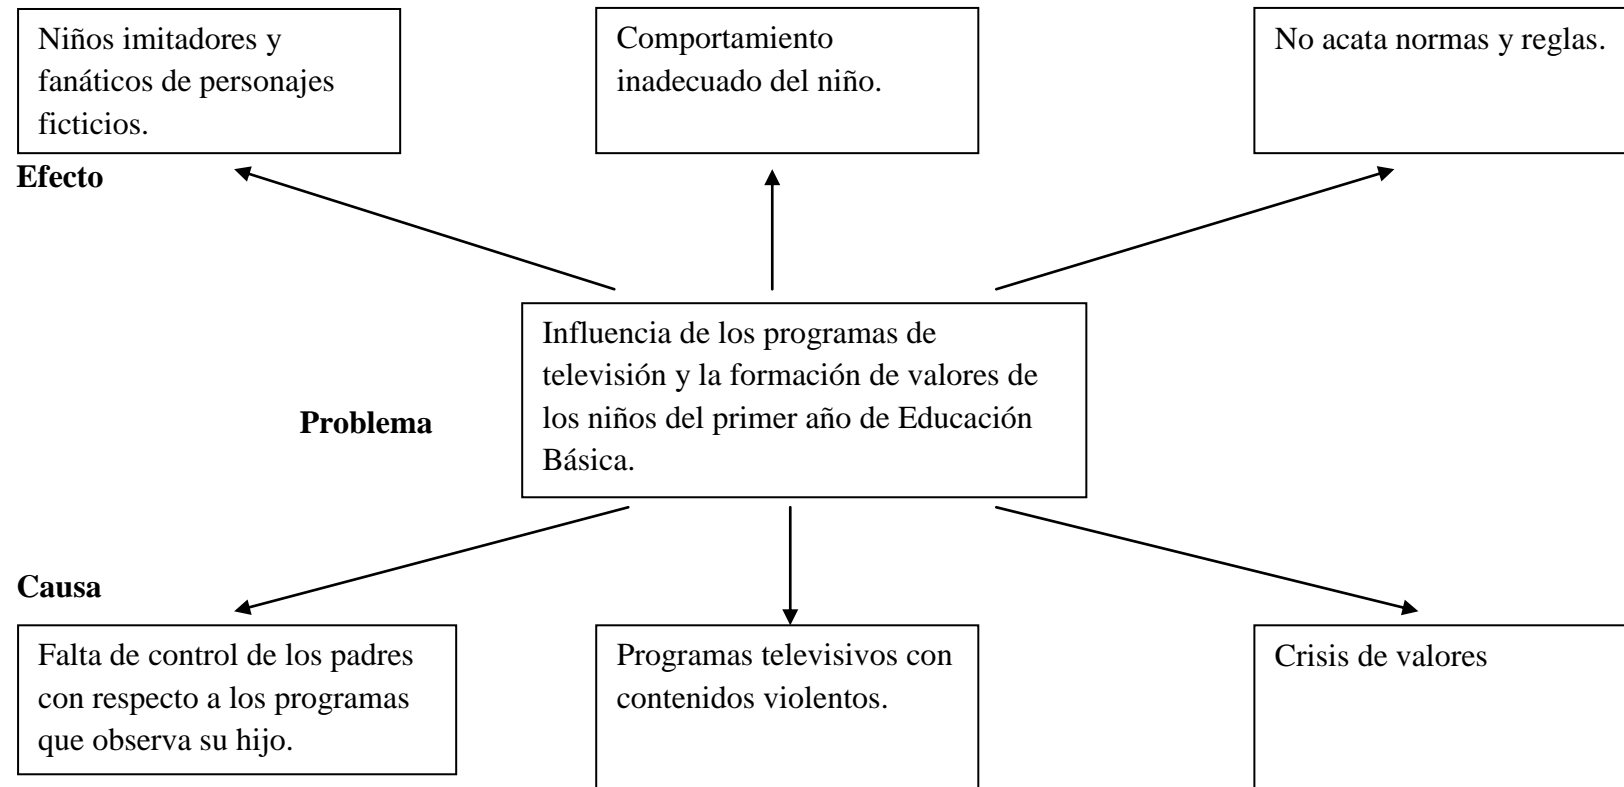 Niños imitadores y
fanáticos de personajes
ficticios.
Comportamiento
inadecuado del niño.
No acata normas y reglas.
Efecto
Influencia de los programas de
televisión y la formación de valores de
los niños del primer año de Educación
Básica.
Problema
Causa
Falta de control de los padres
con respecto a los programas
que observa su hijo.
Programas televisivos con
contenidos violentos.
Crisis de valores